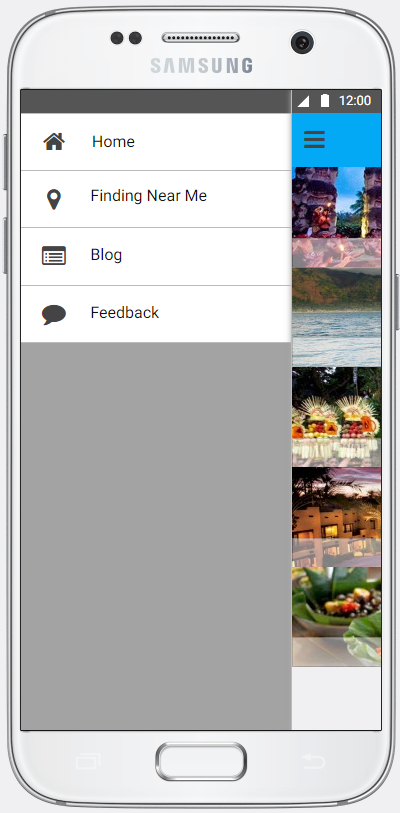 SAMSUNG
12:00
Home
Finding Near Me
Blog
Feedback